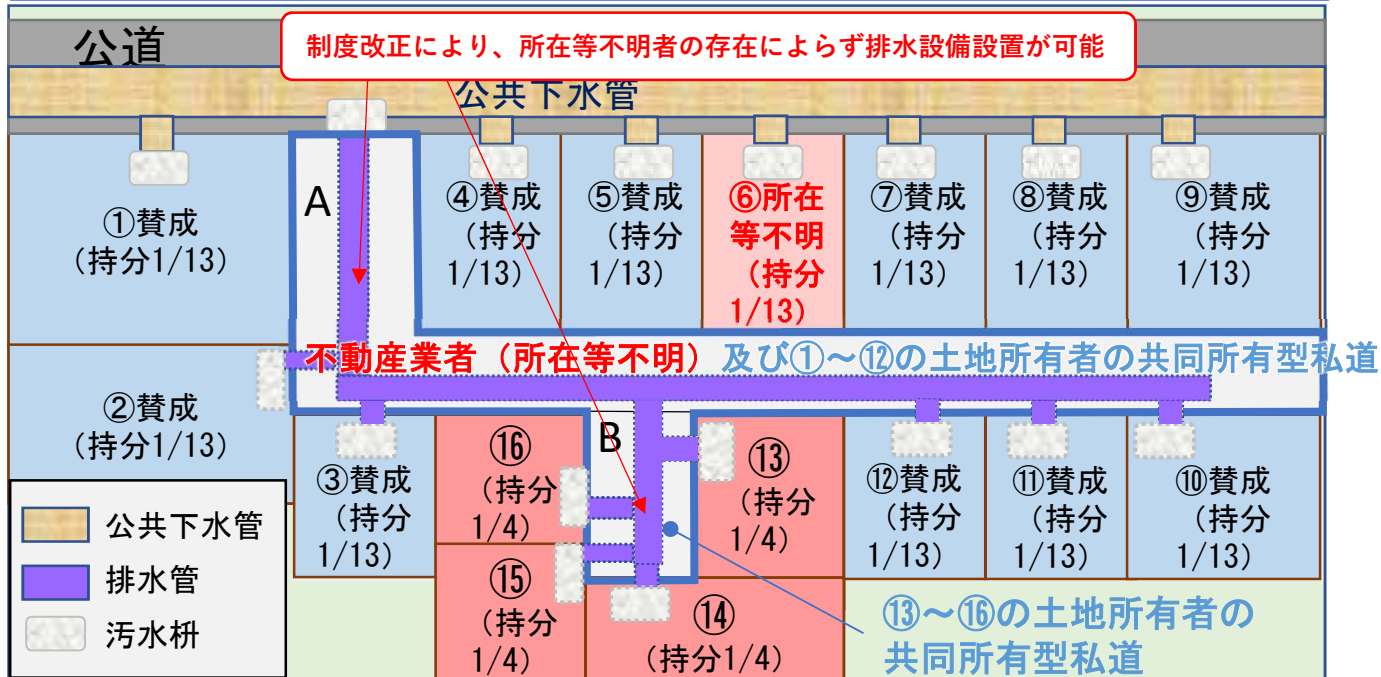 公道
制度改正により、所在等不明者の存在によらず排水設備設置が可能
公共下水管
A
①賛成
(持分1/13)
④賛成
(持分
1/13)
⑤賛成
(持分
1/13)
⑥所在
等不明
(持分
1/13)
⑦賛成
(持分
1/13)
⑧賛成
(持分
1/13)
⑨賛成
(持分
1/13)
不動産業者（所在等不明）及び①～⑫の土地所有者の共同所有型私道
②賛成
(持分1/13)
③賛成
(持分
1/13)
⑯
(持分
1/4)
B
⑬
(持分
1/4)
⑫賛成
(持分
1/13)
⑪賛成
(持分
1/13)
⑩賛成
(持分
1/13)
⑮
(持分
1/4)
⑭
(持分1/4)
⑬～⑯の土地所有者の
共同所有型私道
公共下水管
排水管
汚水枡